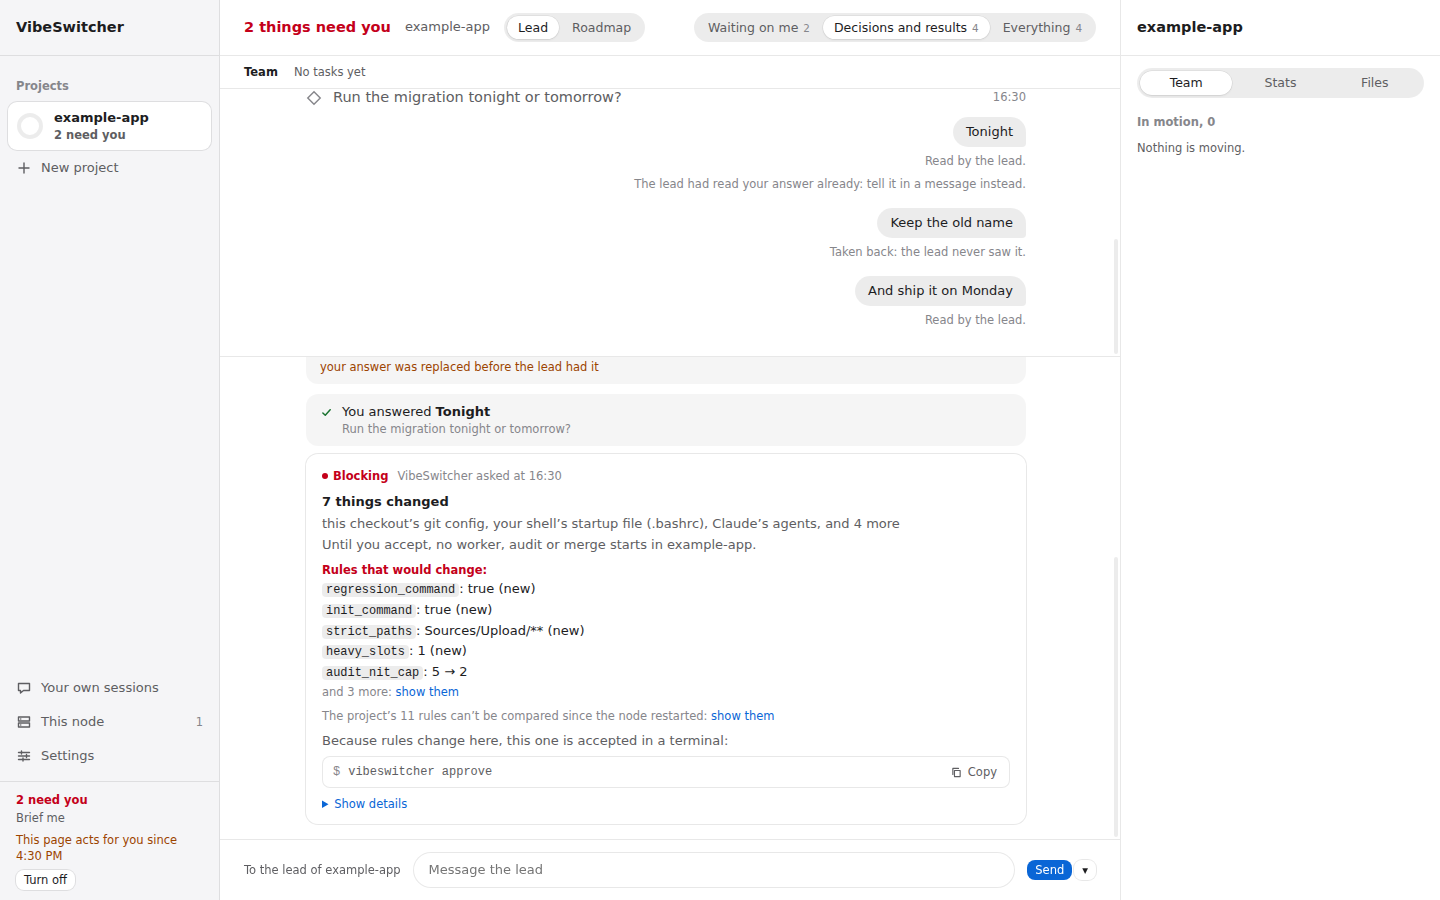 VibeSwitcher
Projects
example-app
2 need you
New project
Your own sessions
This node 1
Settings
2 need you
Brief me
This page acts for you since
4:30 PM
Turn off
2 things need you example-app Lead Roadmap Waiting on me 2 Decisions and results 4 Everything 4
Team No tasks yet
Run the migration tonight or tomorrow? 16:30
Tonight
Read by the lead.
The lead had read your answer already: tell it in a message instead.
Keep the old name
Taken back: the lead never saw it.
And ship it on Monday
Read by the lead.
your answer was replaced before the lead had it
You answered Tonight
Run the migration tonight or tomorrow?
Blocking VibeSwitcher asked at 16:30
7 things changed
this checkout’s git config, your shell’s startup file (.bashrc), Claude’s agents, and 4 more
Until you accept, no worker, audit or merge starts in example-app.
Rules that would change:
regression_command: true (new)
init_command: true (new)
strict_paths: Sources/Upload/** (new)
heavy_slots: 1 (new)
audit_nit_cap: 5 → 2
and 3 more: show them
The project’s 11 rules can’t be compared since the node restarted: show them
Because rules change here, this one is accepted in a terminal:
$ vibeswitcher approve Copy
Show details
To the lead of example-app Message the lead Send
example-app
Team Stats Files
In motion, 0
Nothing is moving.